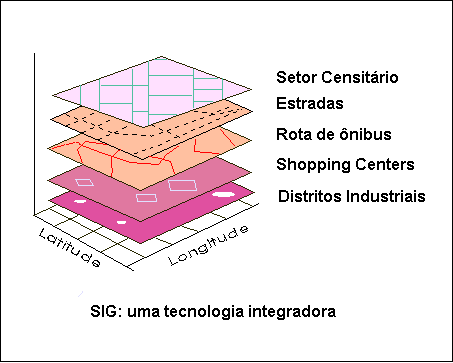 Setor Censitário
Estradas
Rota de ônibus
Shopping Centers
Distritos Industriais
Latitude
Longitude
SIG: uma tecnologia integradora